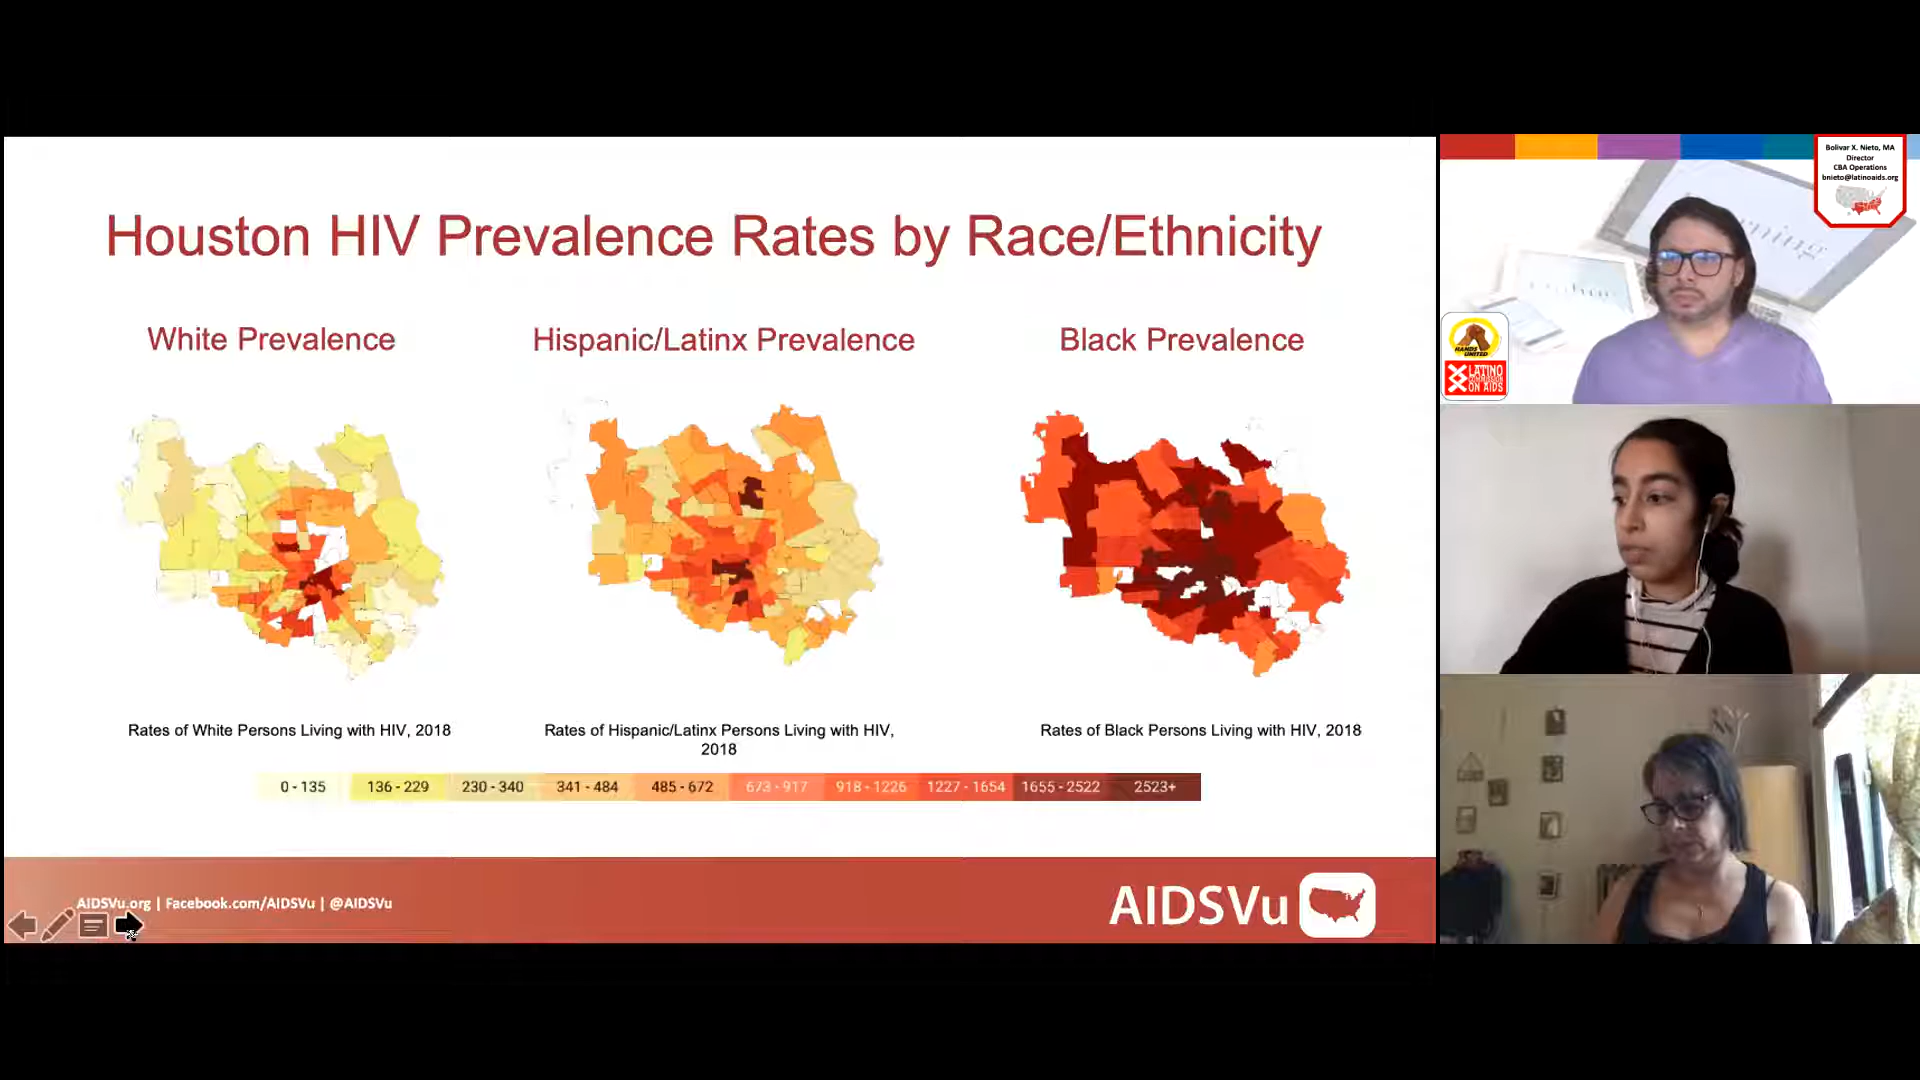 Houston HIV Prevalence Rates by Race/Ethnicity
White Prevalence
Hispanic/Latinx Prevalence
Black Prevalence
Rates of White Persons Living with HIV, 2018
Rates of Hispanic/Latinx Persons Living with HIV,
2018
Rates of Black Persons Living with HIV, 2018
0 - 135
136 - 229
230 - 340
341 - 484
485 - 672
673 - 917
918 - 1226
1227 - 1654
1655 - 2522
2523+
AIDSVu.org | Facebook.com/AIDSVu | @AIDSVu
AIDSVu
Bolivar X. Nieto, MA
Director
CBA Operations
bnieto@latinoaids.org
HANDS
UNITED
LATINO
COMMISSION
ON AIDS